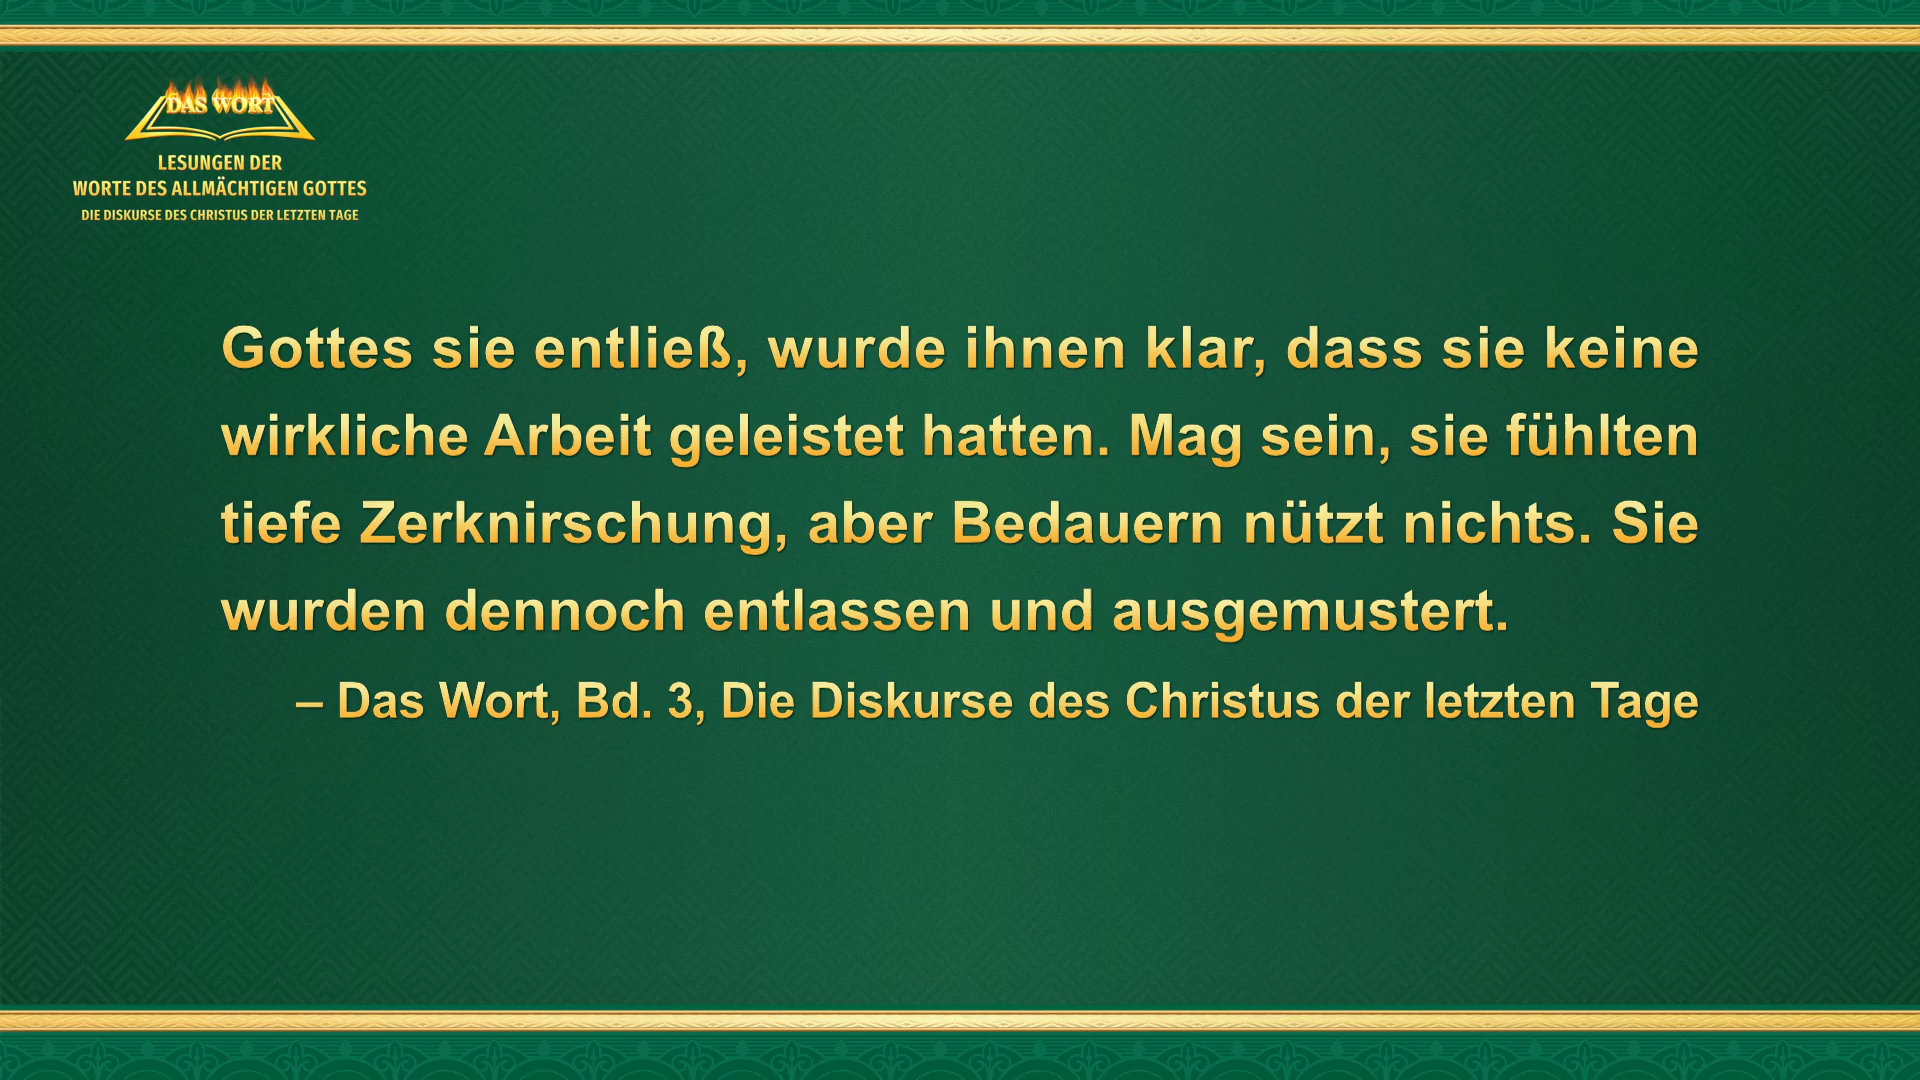 DAS WORT
LESUNGEN DER
WORTE DES ALLMÄCHTIGEN GOTTES
DIE DISKURSE DES CHRISTUS DER LETZTEN TAGE
Gottes sie entließ, wurde ihnen klar, dass sie keine
wirkliche Arbeit geleistet hatten. Mag sein, sie fühlten
tiefe Zerknirschung, aber Bedauern nützt nichts. Sie
wurden dennoch entlassen und ausgemustert.
– Das Wort, Bd. 3, Die Diskurse des Christus der letzten Tage